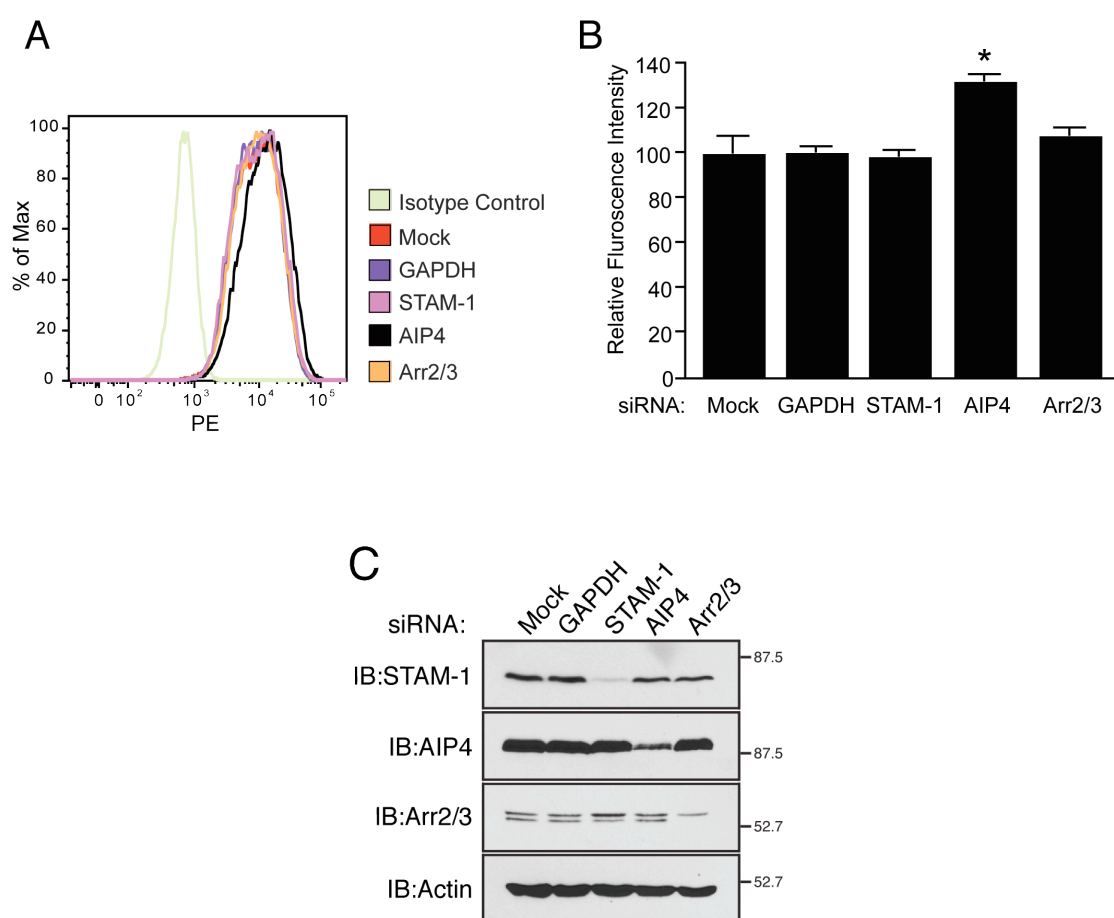 A
% of Max
100
80
60
40
20
0
0 10² 10³ 10⁴ 10⁵
PE
Isotype Control
Mock
GAPDH
STAM-1
AIP4
Arr2/3
B
Relative Fluroscence Intensity
140
120
100
80
60
40
20
0
*
siRNA: Mock GAPDH STAM-1 AIP4 Arr2/3
C
siRNA: Mock GAPDH STAM-1 AIP4 Arr2/3
IB:STAM-1 87.5
IB:AIP4 87.5
IB:Arr2/3 52.7
IB:Actin 52.7